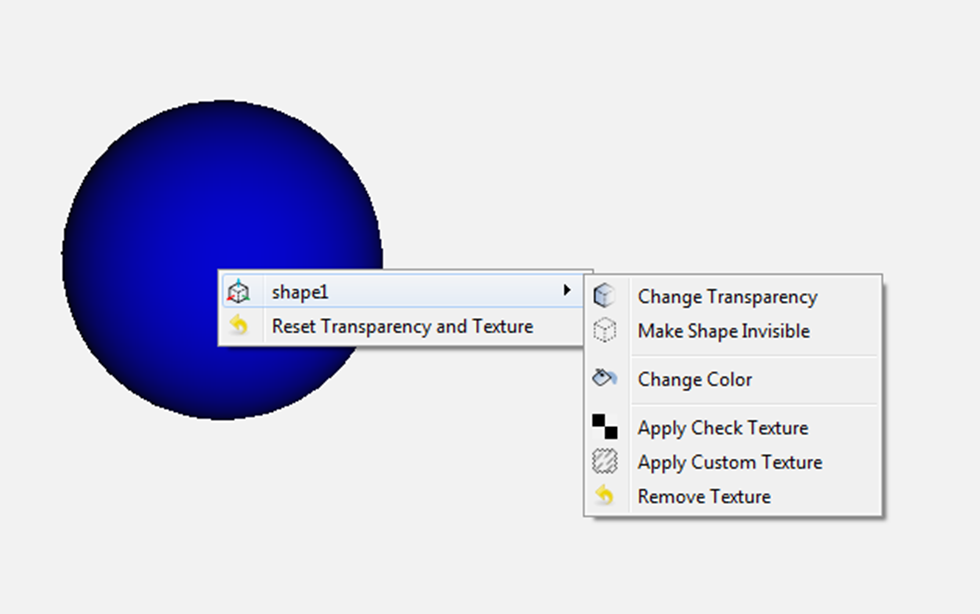 shape1
Reset Transparency and Texture
Change Transparency
Make Shape Invisible
Change Color
Apply Check Texture
Apply Custom Texture
Remove Texture